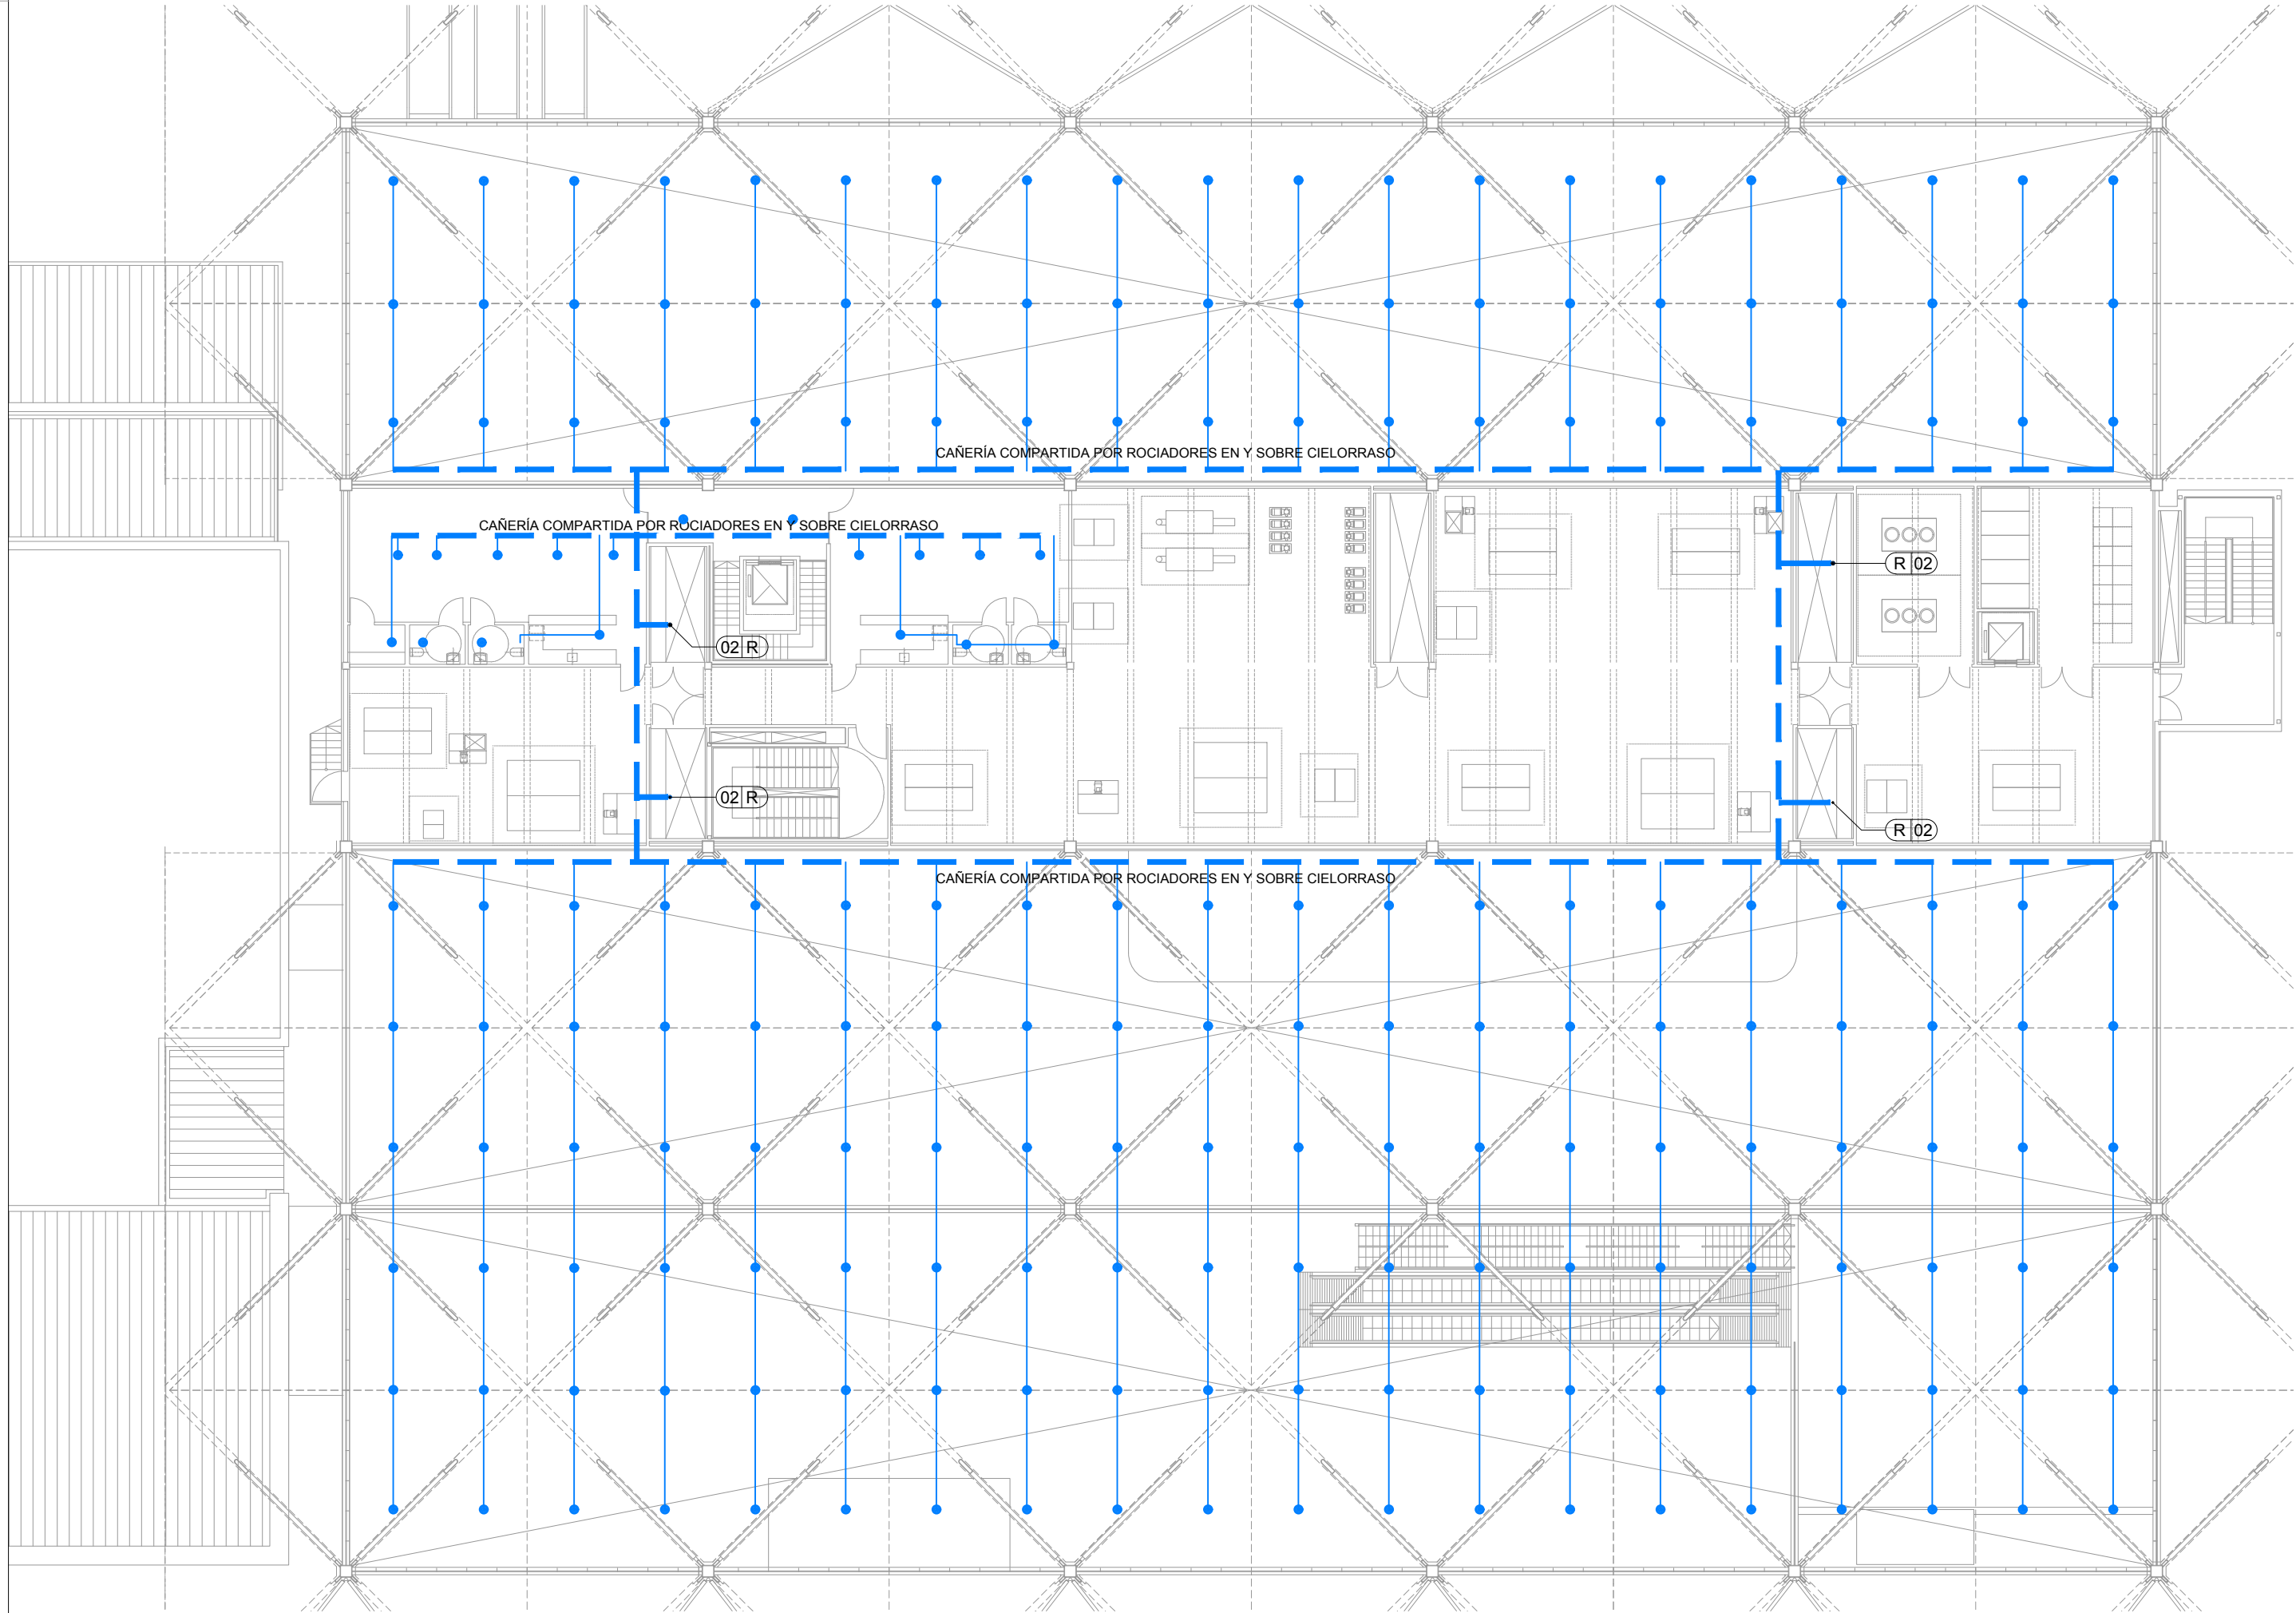 CAÑERÍA COMPARTIDA POR ROCIADORES EN Y SOBRE CIELORRASO
CAÑERÍA COMPARTIDA POR ROCIADORES EN Y SOBRE CIELORRASO
R 02
02 R
02 R
R 02
CAÑERÍA COMPARTIDA POR ROCIADORES EN Y SOBRE CIELORRASO